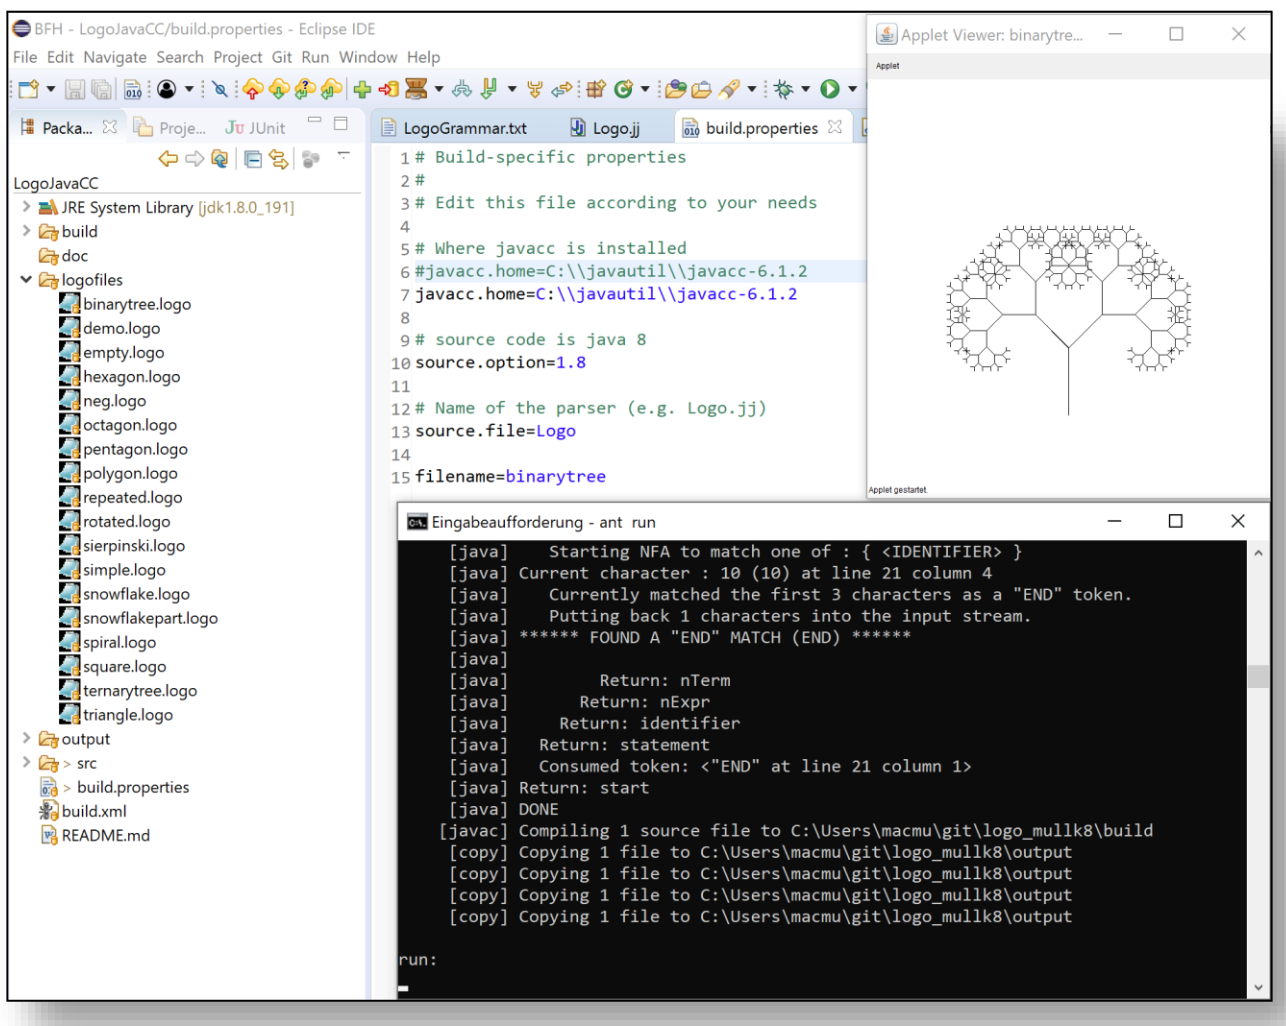 BFH - LogoJavaCC/build.properties - Eclipse IDE
File Edit Navigate Search Project Git Run Window Help
Packa... Proje... JUnit
LogoJavaCC
JRE System Library [jdk1.8.0_191]
build
doc
logofiles
binarytree.logo
demo.logo
empty.logo
hexagon.logo
neg.logo
octagon.logo
pentagon.logo
polygon.logo
repeated.logo
rotated.logo
sierpinski.logo
simple.logo
snowflake.logo
snowflakepart.logo
spiral.logo
square.logo
ternarytree.logo
triangle.logo
output
> src
> build.properties
build.xml
README.md
LogoGrammar.txt Logo.jj build.properties
1 # Build-specific properties
2 #
3 # Edit this file according to your needs
4
5 # Where javacc is installed
6 #javacc.home=C:\\javautil\\javacc-6.1.2
7 javacc.home=C:\\javautil\\javacc-6.1.2
8
9 # source code is java 8
10 source.option=1.8
11
12 # Name of the parser (e.g. Logo.jj)
13 source.file=Logo
14
15 filename=binarytree
Applet Viewer: binarytre...
Applet
Applet gestartet.
Eingabeaufforderung - ant run
[java] Starting NFA to match one of : { <IDENTIFIER> }
[java] Current character : 10 (10) at line 21 column 4
[java] Currently matched the first 3 characters as a "END" token.
[java] Putting back 1 characters into the input stream.
[java] ****** FOUND A "END" MATCH (END) ******
[java]
[java] Return: nTerm
[java] Return: nExpr
[java] Return: identifier
[java] Return: statement
[java] Consumed token: <"END" at line 21 column 1>
[java] Return: start
[java] DONE
[javac] Compiling 1 source file to C:\Users\macmu\git\logo_mullk8\build
[copy] Copying 1 file to C:\Users\macmu\git\logo_mullk8\output
[copy] Copying 1 file to C:\Users\macmu\git\logo_mullk8\output
[copy] Copying 1 file to C:\Users\macmu\git\logo_mullk8\output
[copy] Copying 1 file to C:\Users\macmu\git\logo_mullk8\output
run: